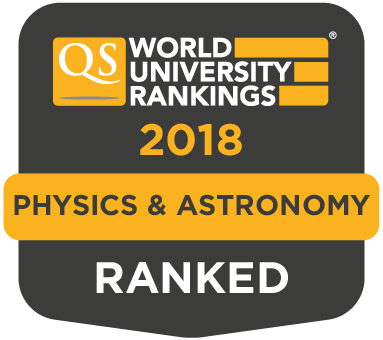 QS WORLD
UNIVERSITY
RANKINGS
®
2018
PHYSICS & ASTRONOMY
RANKED